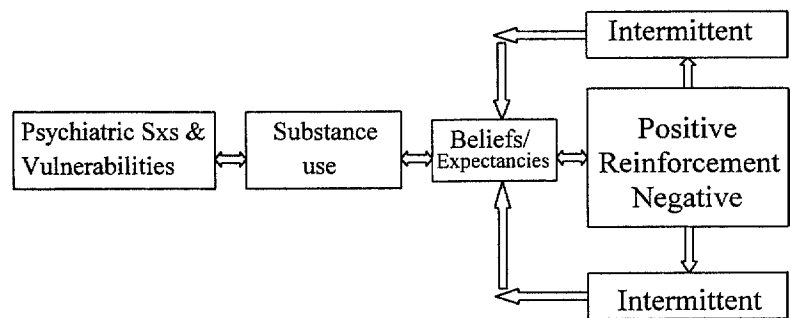 Intermittent
Psychiatric Sxs &
Vulnerabilities
Substance
use
Beliefs/
Expectancies
Positive
Reinforcement
Negative
Intermittent